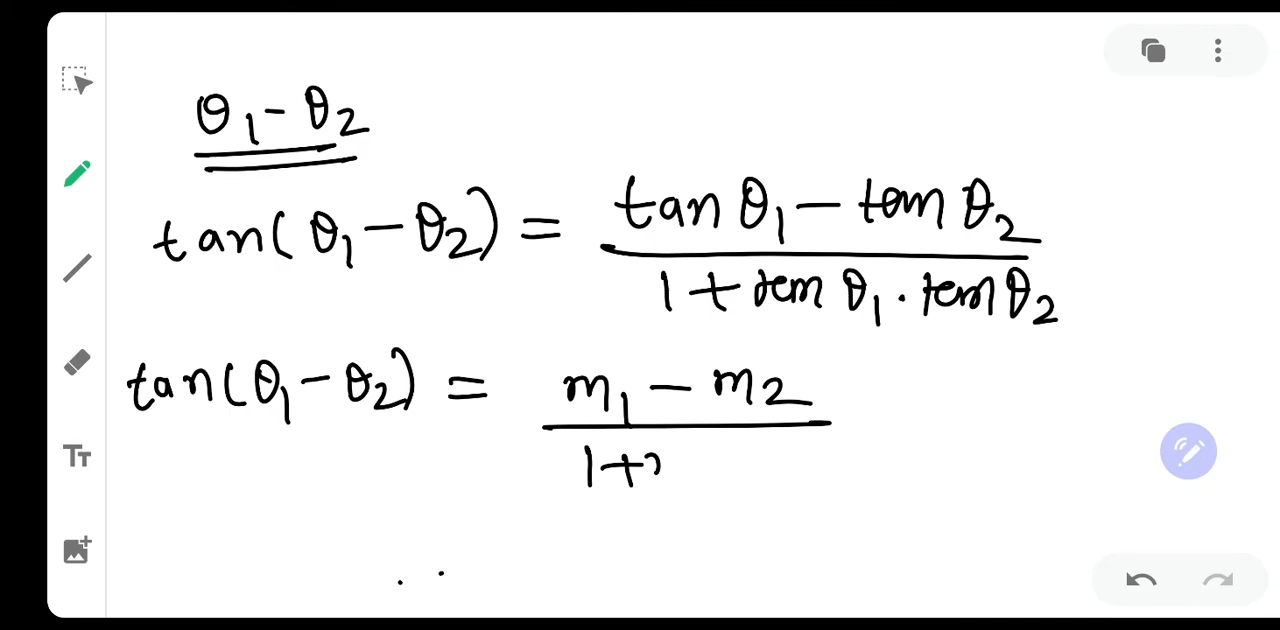 θ₁ - θ₂
tan(θ₁ - θ₂) = (tan θ₁ - tan θ₂) / (1 + tan θ₁ . tan θ₂)
tan(θ₁ - θ₂) = (m₁ - m₂) / (1+
Tт